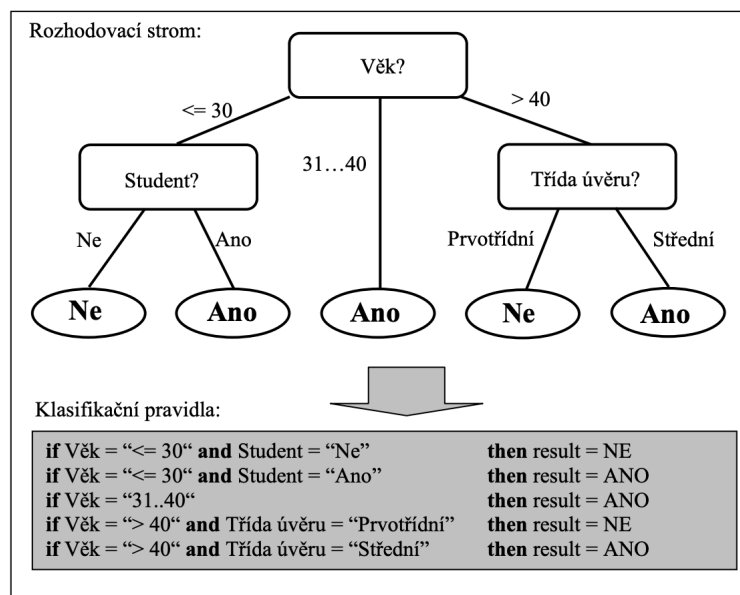 Rozhodovací strom:
Věk?
<= 30
> 40
31…40
Student?
Třída úvěru?
Ne
Ano
Prvotřídní
Střední
Ne
Ano
Ano
Ne
Ano
Klasifikační pravidla:
if Věk = “<= 30“ and Student = “Ne” then result = NE
if Věk = “<= 30“ and Student = “Ano” then result = ANO
if Věk = “31..40“ then result = ANO
if Věk = “> 40“ and Třída úvěru = “Prvotřídní” then result = NE
if Věk = “> 40“ and Třída úvěru = “Střední” then result = ANO